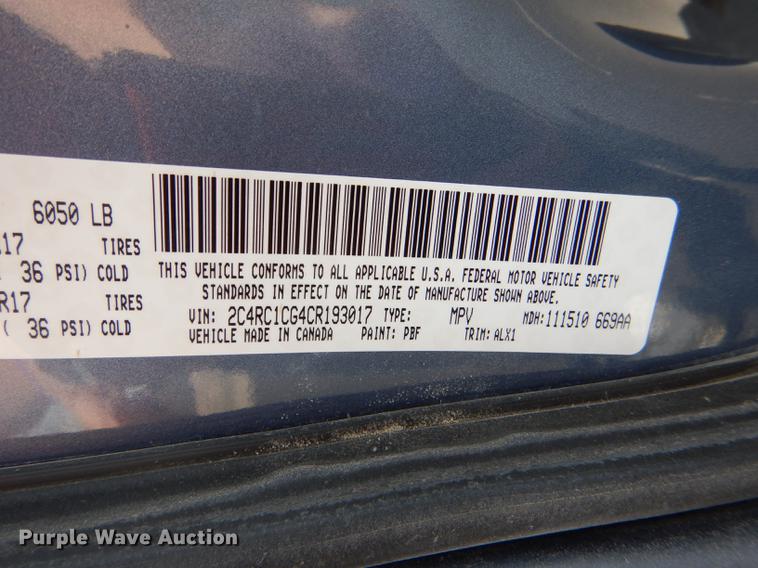 6050 LB
17 TIRES
36 PSI) COLD
R17 TIRES
( 36 PSI) COLD
THIS VEHICLE CONFORMS TO ALL APPLICABLE U.S.A. FEDERAL MOTOR VEHICLE SAFETY
STANDARDS IN EFFECT ON THE DATE OF MANUFACTURE SHOWN ABOVE.
VIN: 2C4RC1CG4CR193017 TYPE: MPV MDH:111510 669AA
VEHICLE MADE IN CANADA PAINT: PBF TRIM: ALX1
Purple Wave Auction